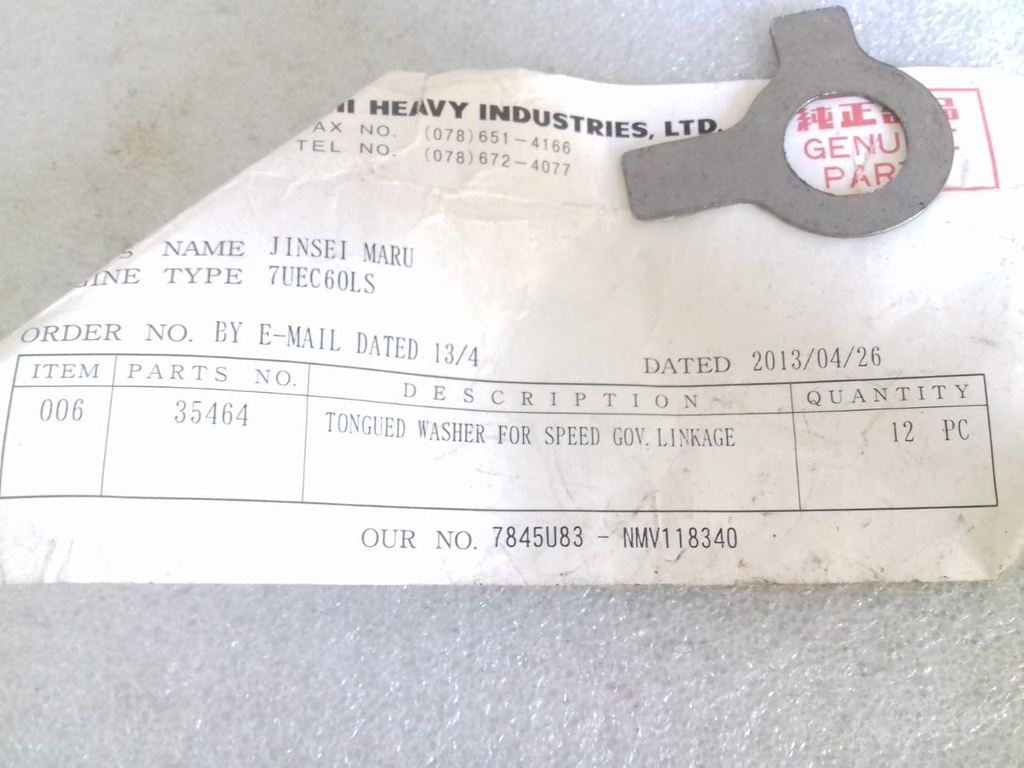 HEAVY INDUSTRIES, LTD.
FAX NO. (078)651-4166
TEL NO. (078)672-4077
純正
GENU
PAR
NAME JINSEI MARU
TYPE 7UEC60LS
ORDER NO. BY E-MAIL DATED 13/4
DATED 2013/04/26
ITEM PARTS NO. DESCRIPTION QUANTITY
006 35464 TONGUED WASHER FOR SPEED GOV. LINKAGE 12 PC
OUR NO. 7845U83 - NMV118340